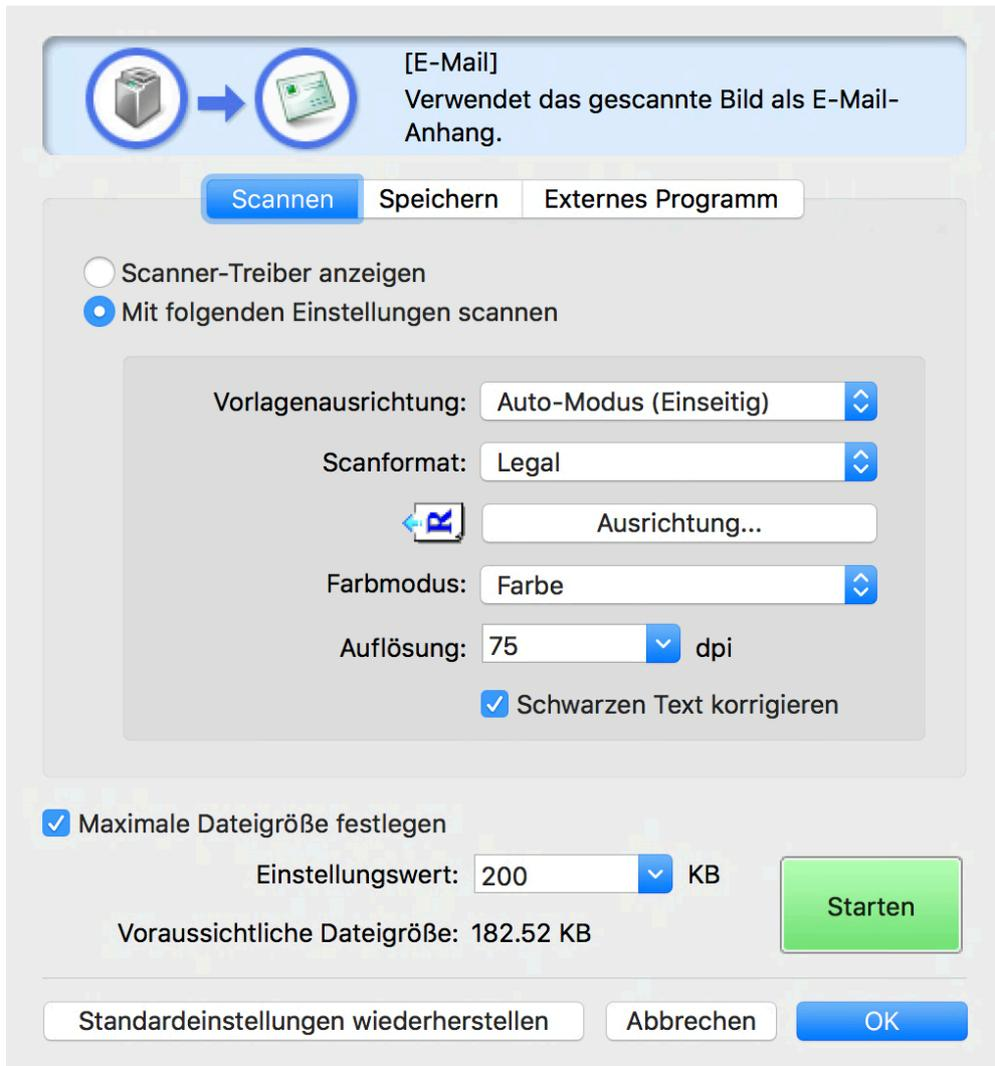 [E-Mail]
Verwendet das gescannte Bild als E-Mail-
Anhang.
Scannen Speichern Externes Programm
Scanner-Treiber anzeigen
Mit folgenden Einstellungen scannen
Vorlagenausrichtung: Auto-Modus (Einseitig)
Scanformat: Legal
R Ausrichtung...
Farbmodus: Farbe
Auflösung: 75 dpi
Schwarzen Text korrigieren
Maximale Dateigröße festlegen
Einstellungswert: 200 KB
Starten
Voraussichtliche Dateigröße: 182.52 KB
Standardeinstellungen wiederherstellen Abbrechen OK